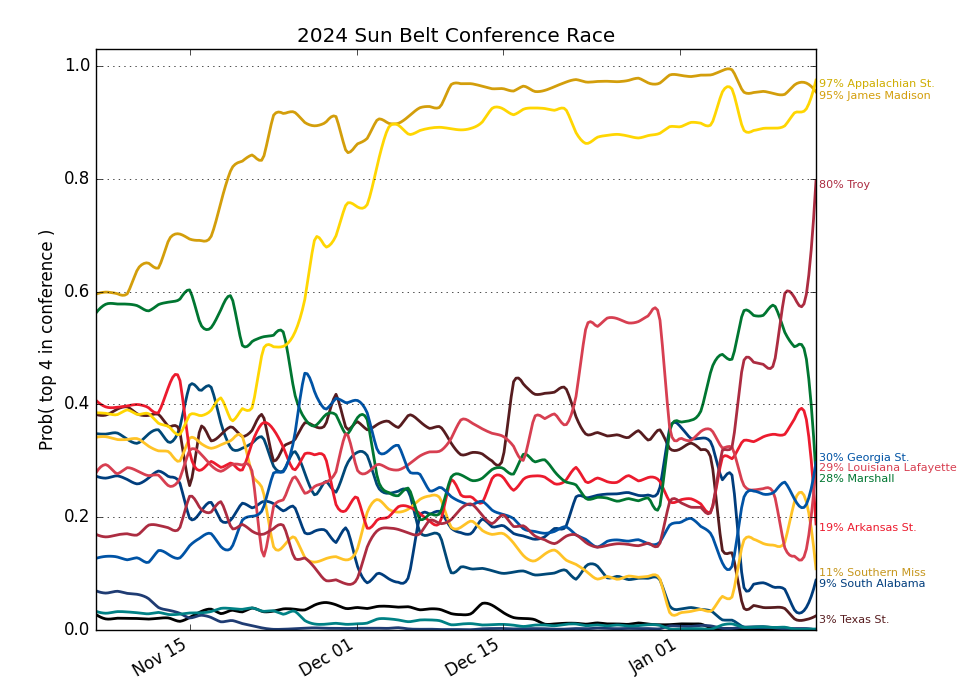 2024 Sun Belt Conference Race
Prob( top 4 in conference )
1.0
0.8
0.6
0.4
0.2
0.0
Nov 15
Dec 01
Dec 15
Jan 01
97% Appalachian St.
95% James Madison
80% Troy
30% Georgia St.
29% Louisiana Lafayette
28% Marshall
19% Arkansas St.
11% Southern Miss
9% South Alabama
3% Texas St.